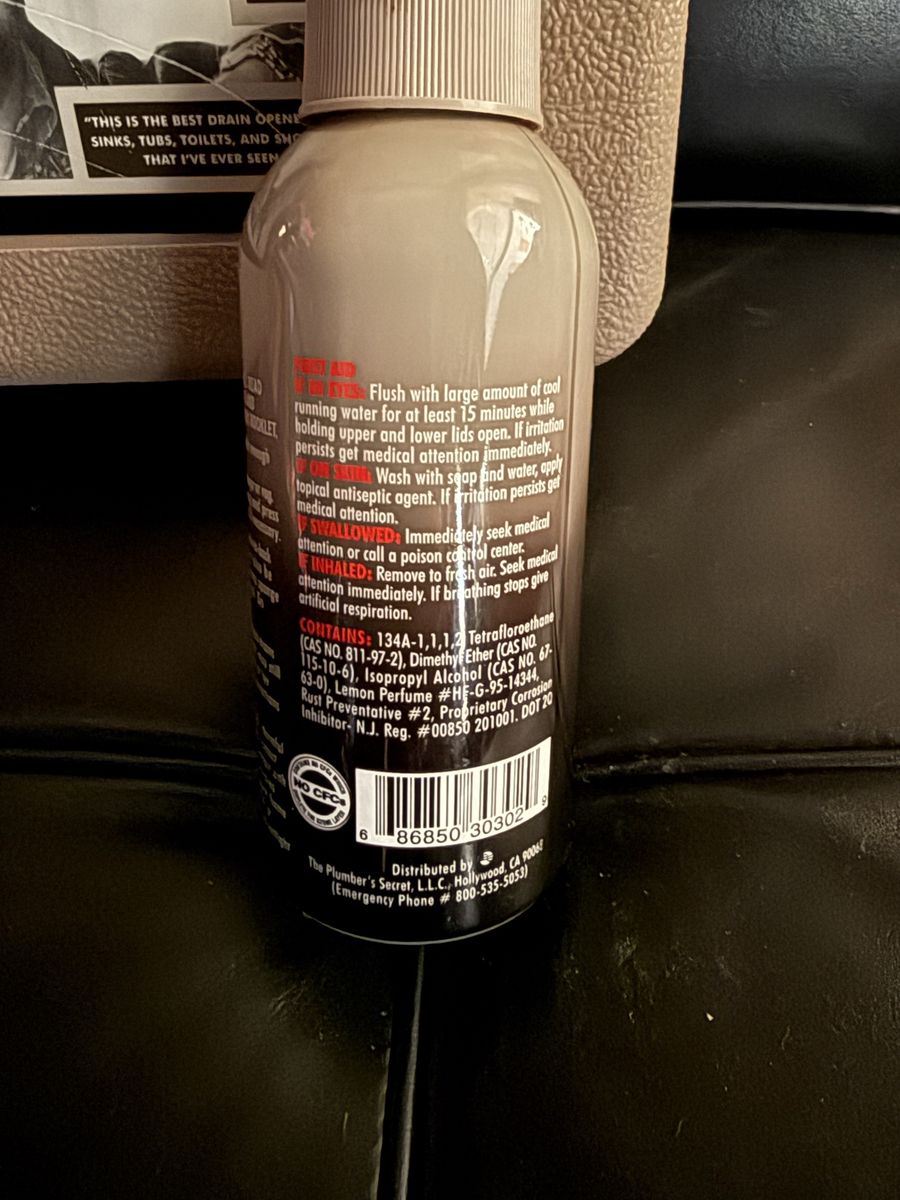 "THIS IS THE BEST DRAIN OPENE
SINKS, TUBS, TOILETS, AND SHO
THAT I'VE EVER SEEN
FIRST AID
IF IN EYES: Flush with large amount of cool
running water for at least 15 minutes while
holding upper and lower lids open. If irritation
persists get medical attention immediately.
IF ON SKIN: Wash with soap and water, apply
topical antiseptic agent. If irritation persists get
medical attention.
IF SWALLOWED: Immediately seek medical
attention or call a poison control center.
IF INHALED: Remove to fresh air. Seek medical
attention immediately. If breathing stops give
artificial respiration.
CONTAINS: 134A-1,1,1,2 Tetrafloroethane
(CAS NO. 811-97-2), Dimethyl Ether (CAS NO.
115-10-6), Isopropyl Alcohol (CAS NO. 67-
63-0), Lemon Perfume #HF-G-95-14344,
Rust Preventative #2, Proprietary Corrosion
Inhibitor- N.J. Reg. #00850 201001. DOT 2Q
NO CFCs
6 86850 30302 9
Distributed by
The Plumber's Secret, L.L.C., Hollywood, CA 90068
(Emergency Phone # 800-535-5053)